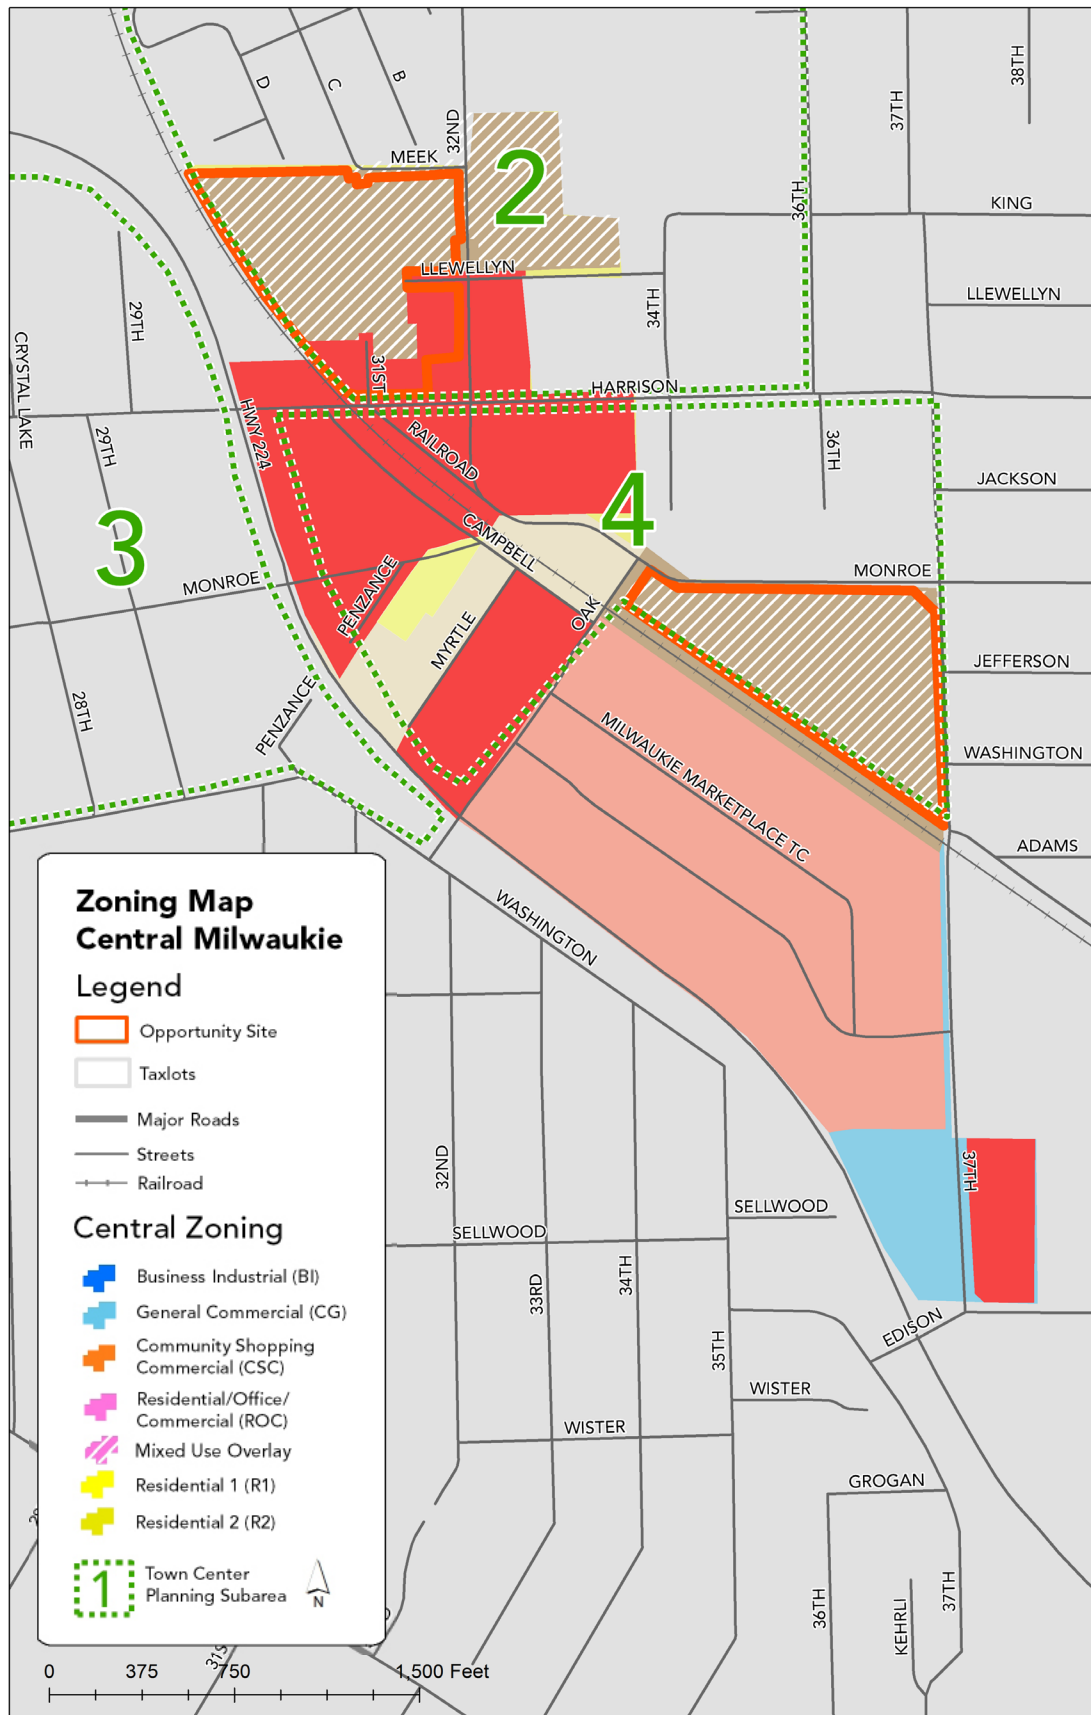 38TH
37TH
D
C
B
32ND
MEEK
2
36TH
KING
LLEWELLYN
34TH
LLEWELLYN
29TH
CRYSTAL LAKE
31ST
HARRISON
HWY 224
29TH
RAILROAD
36TH
JACKSON
4
3
CAMPBELL
MONROE
MONROE
PENZANCE
OAK
MYRTLE
JEFFERSON
28TH
PENZANCE
MILWAUKIE MARKETPLACE TC
WASHINGTON
ADAMS
WASHINGTON
Zoning Map
Central Milwaukie
Legend
Opportunity Site
Taxlots
Major Roads
Streets
Railroad
Central Zoning
Business Industrial (BI)
General Commercial (CG)
Community Shopping
Commercial (CSC)
Residential/Office/
Commercial (ROC)
Mixed Use Overlay
Residential 1 (R1)
Residential 2 (R2)
1
Town Center
Planning Subarea
N
32ND
37TH
SELLWOOD
SELLWOOD
33RD
34TH
35TH
EDISON
WISTER
WISTER
GROGAN
36TH
KEHRLI
37TH
0
375
750
1,500 Feet